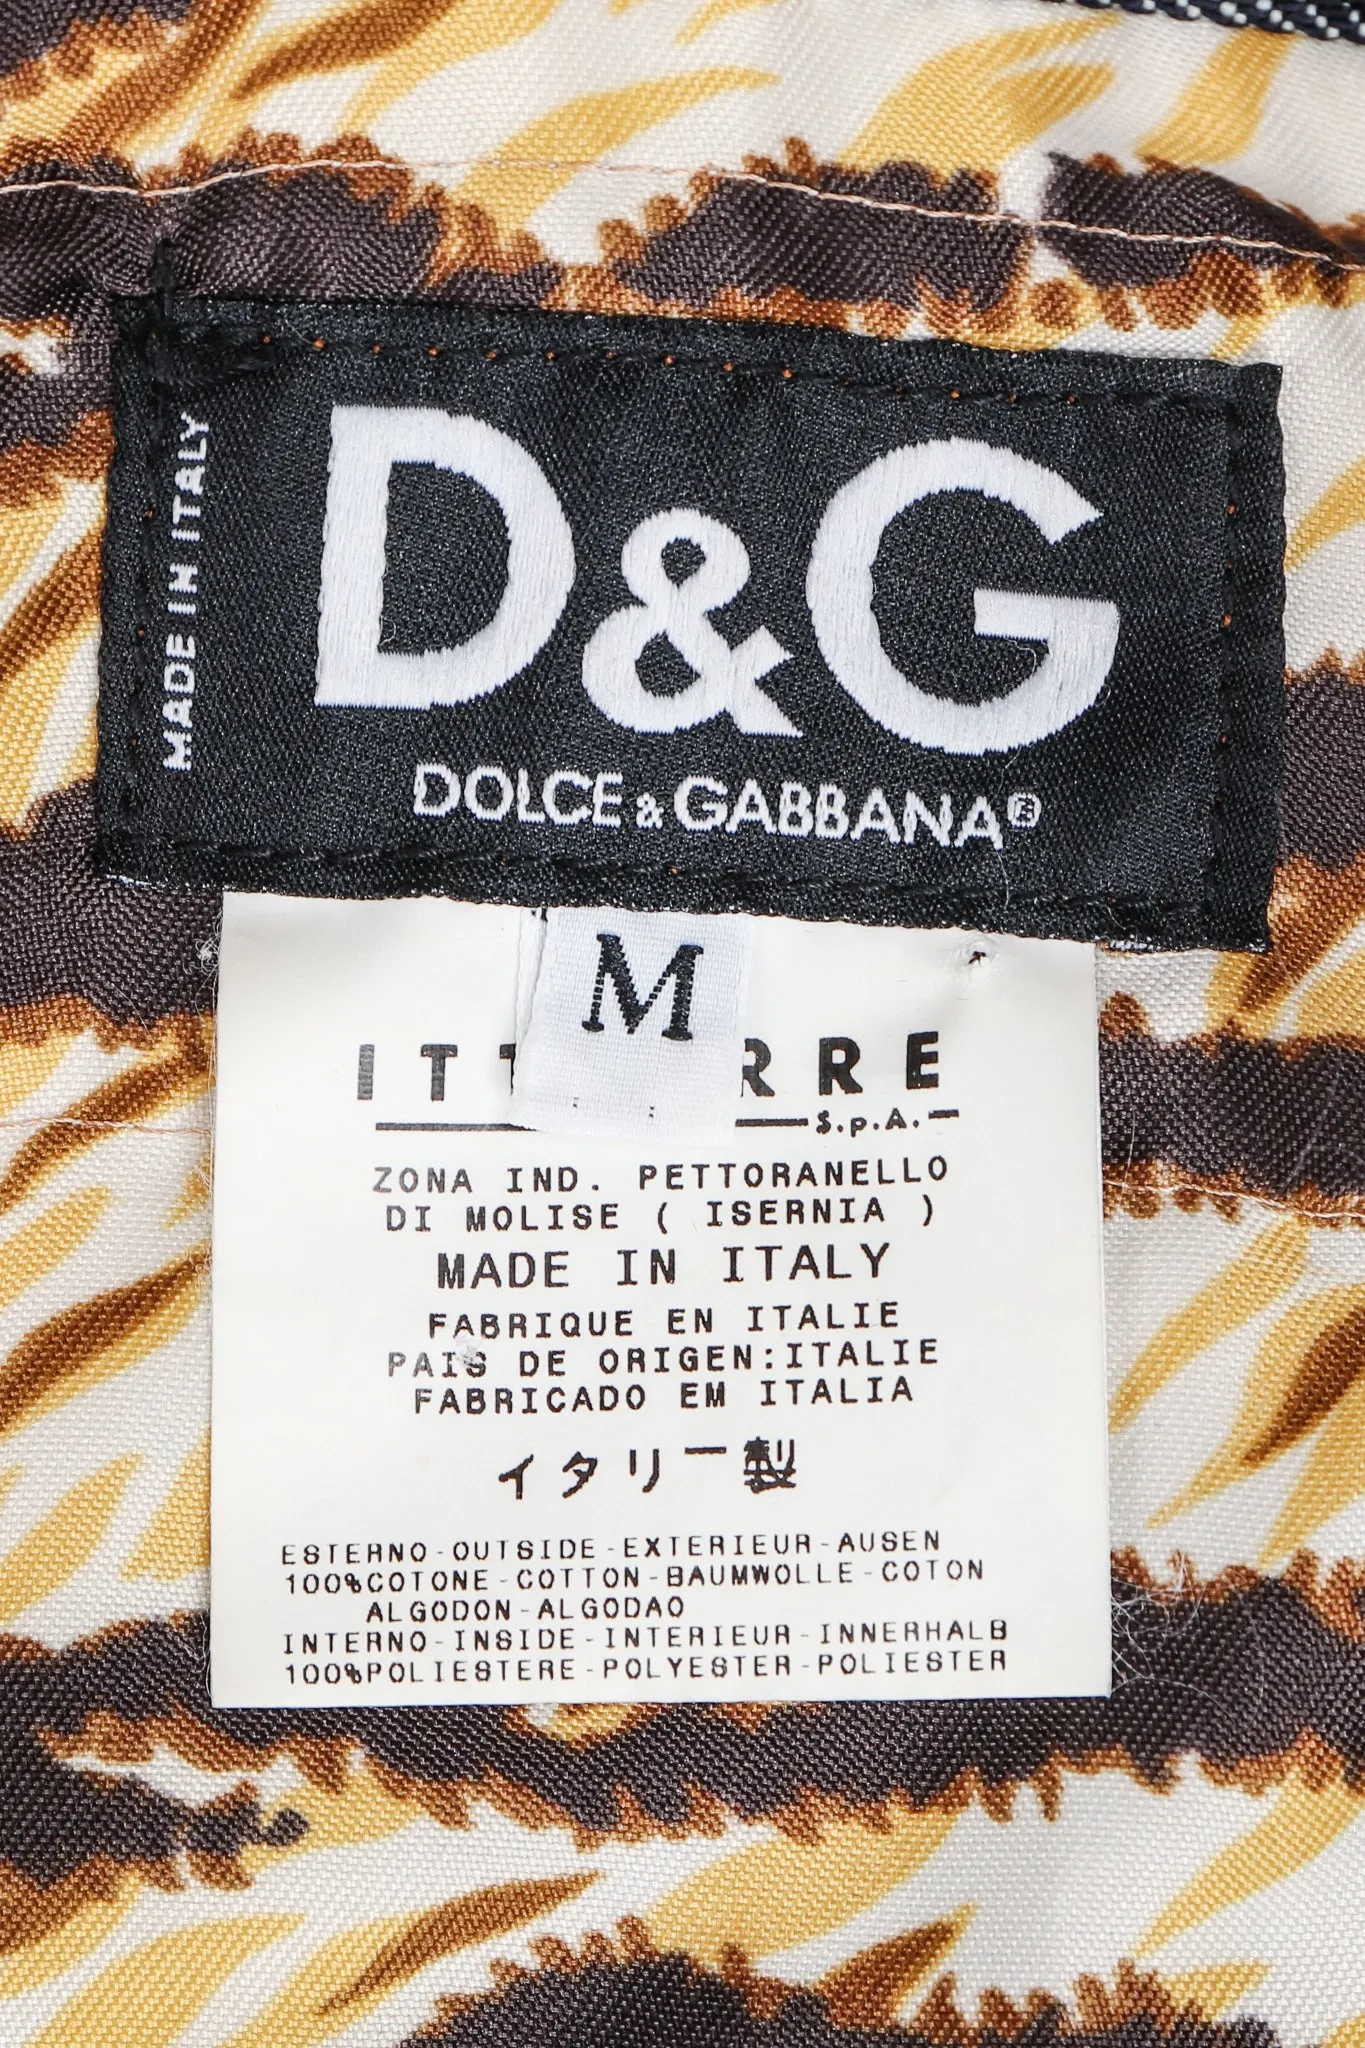 MADE IN ITALY
D&G
DOLCE & GABBANA®
M
S.p.A.
ZONA IND. PETTORANELLO
DI MOLISE ( ISERNIA )
MADE IN ITALY
FABRIQUE EN ITALIE
PAIS DE ORIGEN:ITALIE
FABRICADO EM ITALIA
イタリー製
ESTERNO-OUTSIDE-EXTERIEUR-AUSEN
100%COTONE-COTTON-BAUMWOLLE-COTON
ALGODON-ALGODAO
INTERNO-INSIDE-INTERIEUR-INNERHALB
100%POLIESTERE-POLYESTER-POLIESTER